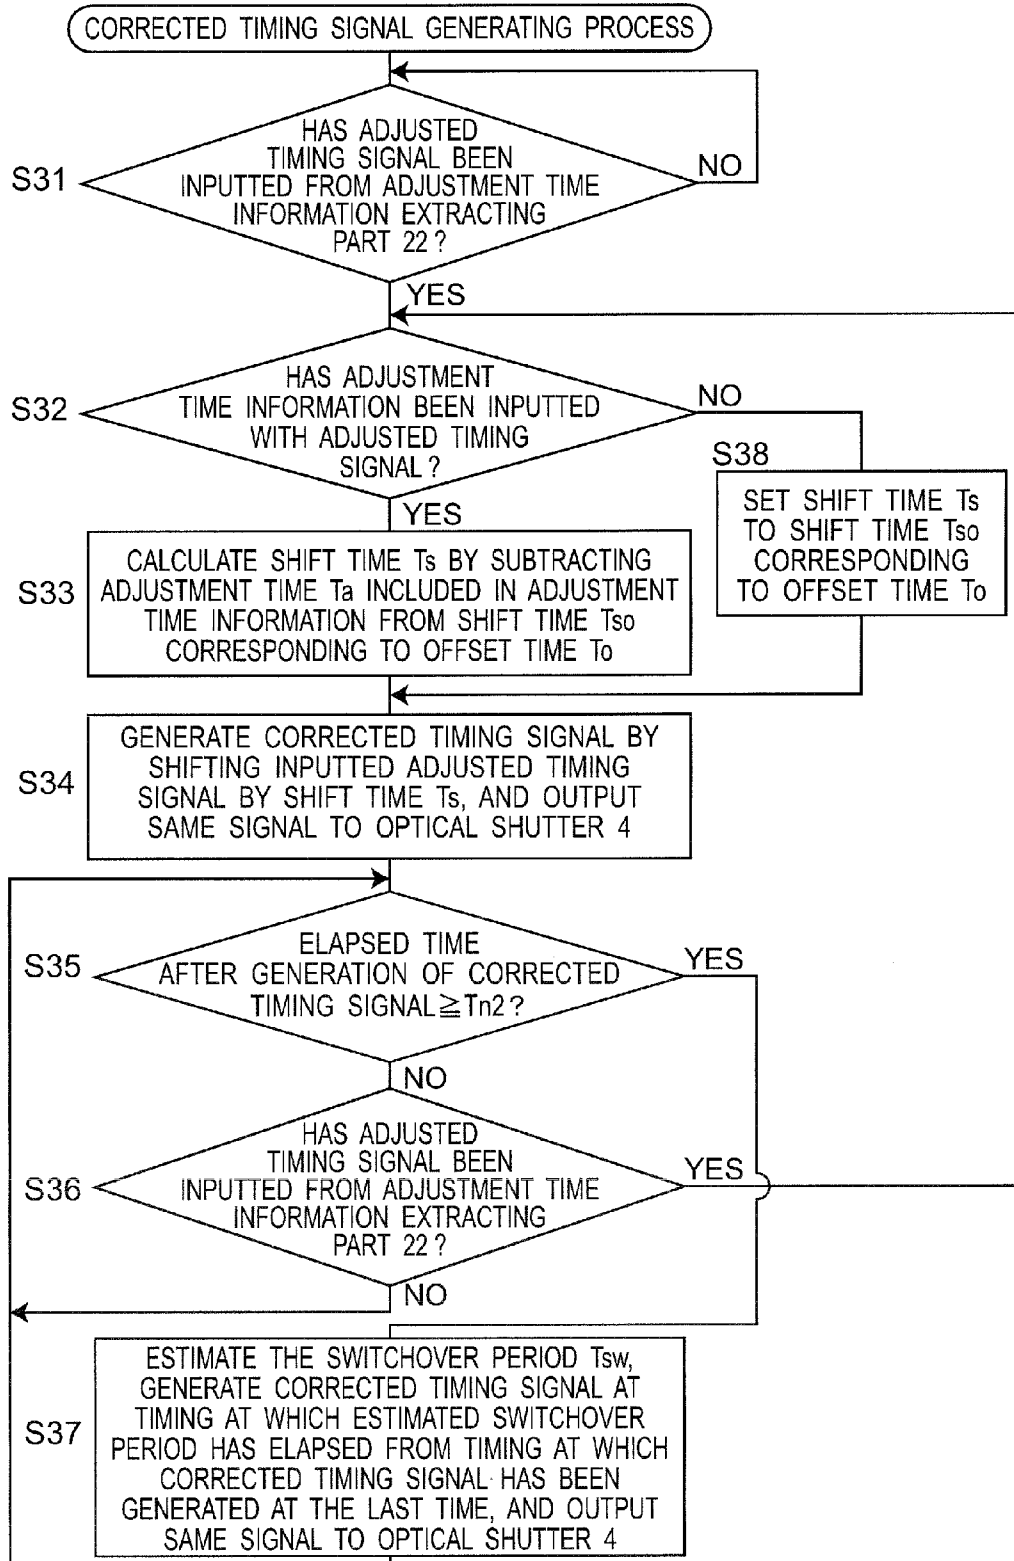 CORRECTED TIMING SIGNAL GENERATING PROCESS
S31
HAS ADJUSTED
TIMING SIGNAL BEEN
INPUTTED FROM ADJUSTMENT TIME
INFORMATION EXTRACTING
PART 22?
NO
YES
S32
HAS ADJUSTMENT
TIME INFORMATION BEEN INPUTTED
WITH ADJUSTED TIMING
SIGNAL?
NO
YES
S38
SET SHIFT TIME Ts
TO SHIFT TIME Tso
CORRESPONDING
TO OFFSET TIME To
S33
CALCULATE SHIFT TIME Ts BY SUBTRACTING
ADJUSTMENT TIME Ta INCLUDED IN ADJUSTMENT
TIME INFORMATION FROM SHIFT TIME Tso
CORRESPONDING TO OFFSET TIME To
S34
GENERATE CORRECTED TIMING SIGNAL BY
SHIFTING INPUTTED ADJUSTED TIMING
SIGNAL BY SHIFT TIME Ts, AND OUTPUT
SAME SIGNAL TO OPTICAL SHUTTER 4
S35
ELAPSED TIME
AFTER GENERATION OF CORRECTED
TIMING SIGNAL≧Tn2?
YES
NO
S36
HAS ADJUSTED
TIMING SIGNAL BEEN
INPUTTED FROM ADJUSTMENT TIME
INFORMATION EXTRACTING
PART 22?
YES
NO
S37
ESTIMATE THE SWITCHOVER PERIOD Tsw,
GENERATE CORRECTED TIMING SIGNAL AT
TIMING AT WHICH ESTIMATED SWITCHOVER
PERIOD HAS ELAPSED FROM TIMING AT WHICH
CORRECTED TIMING SIGNAL HAS BEEN
GENERATED AT THE LAST TIME, AND OUTPUT
SAME SIGNAL TO OPTICAL SHUTTER 4